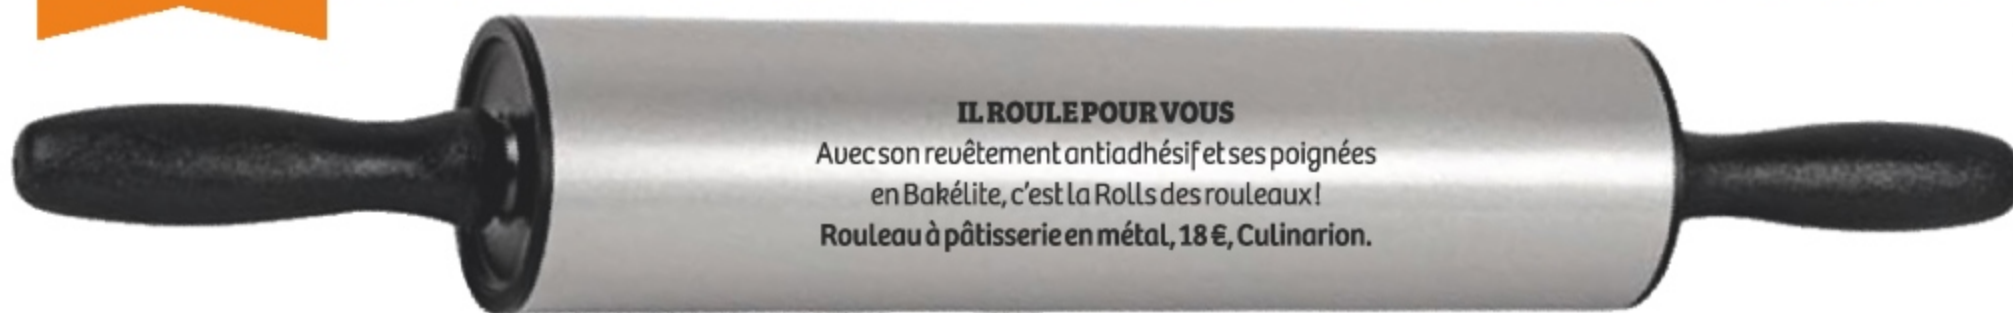 IL ROULE POUR VOUS
Avec son revêtement antiadhésif et ses poignées
en Bakélite, c'est la Rolls des rouleaux !
Rouleau à pâtisserie en métal, 18 €, Culinarion.